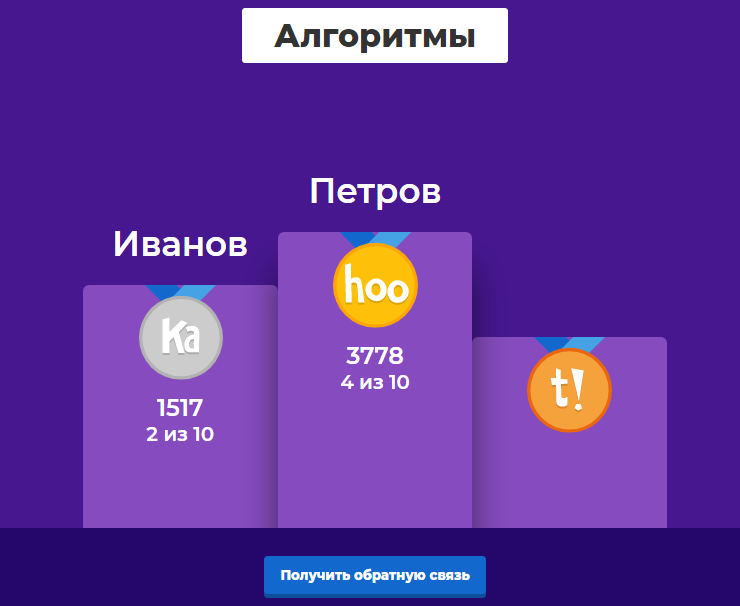 Алгоритмы
Петров
Иванов
hoo
Ka
3778
4 из 10
t!
1517
2 из 10
Получить обратную связь